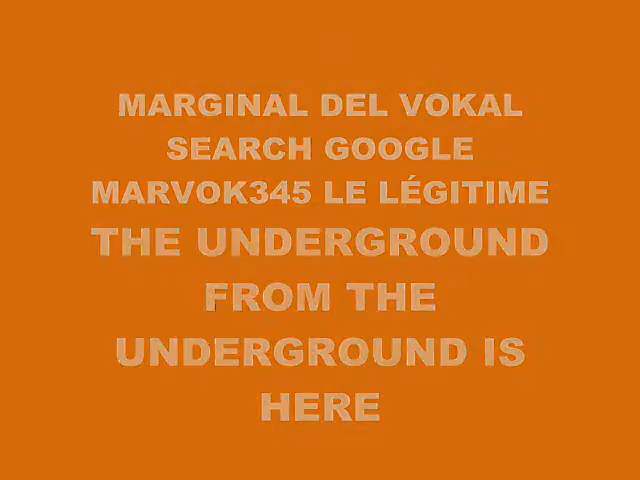 MARGINAL DEL VOKAL
SEARCH GOOGLE
MARVOK345 LE LÉGITIME
THE UNDERGROUND
FROM THE
UNDERGROUND IS
HERE